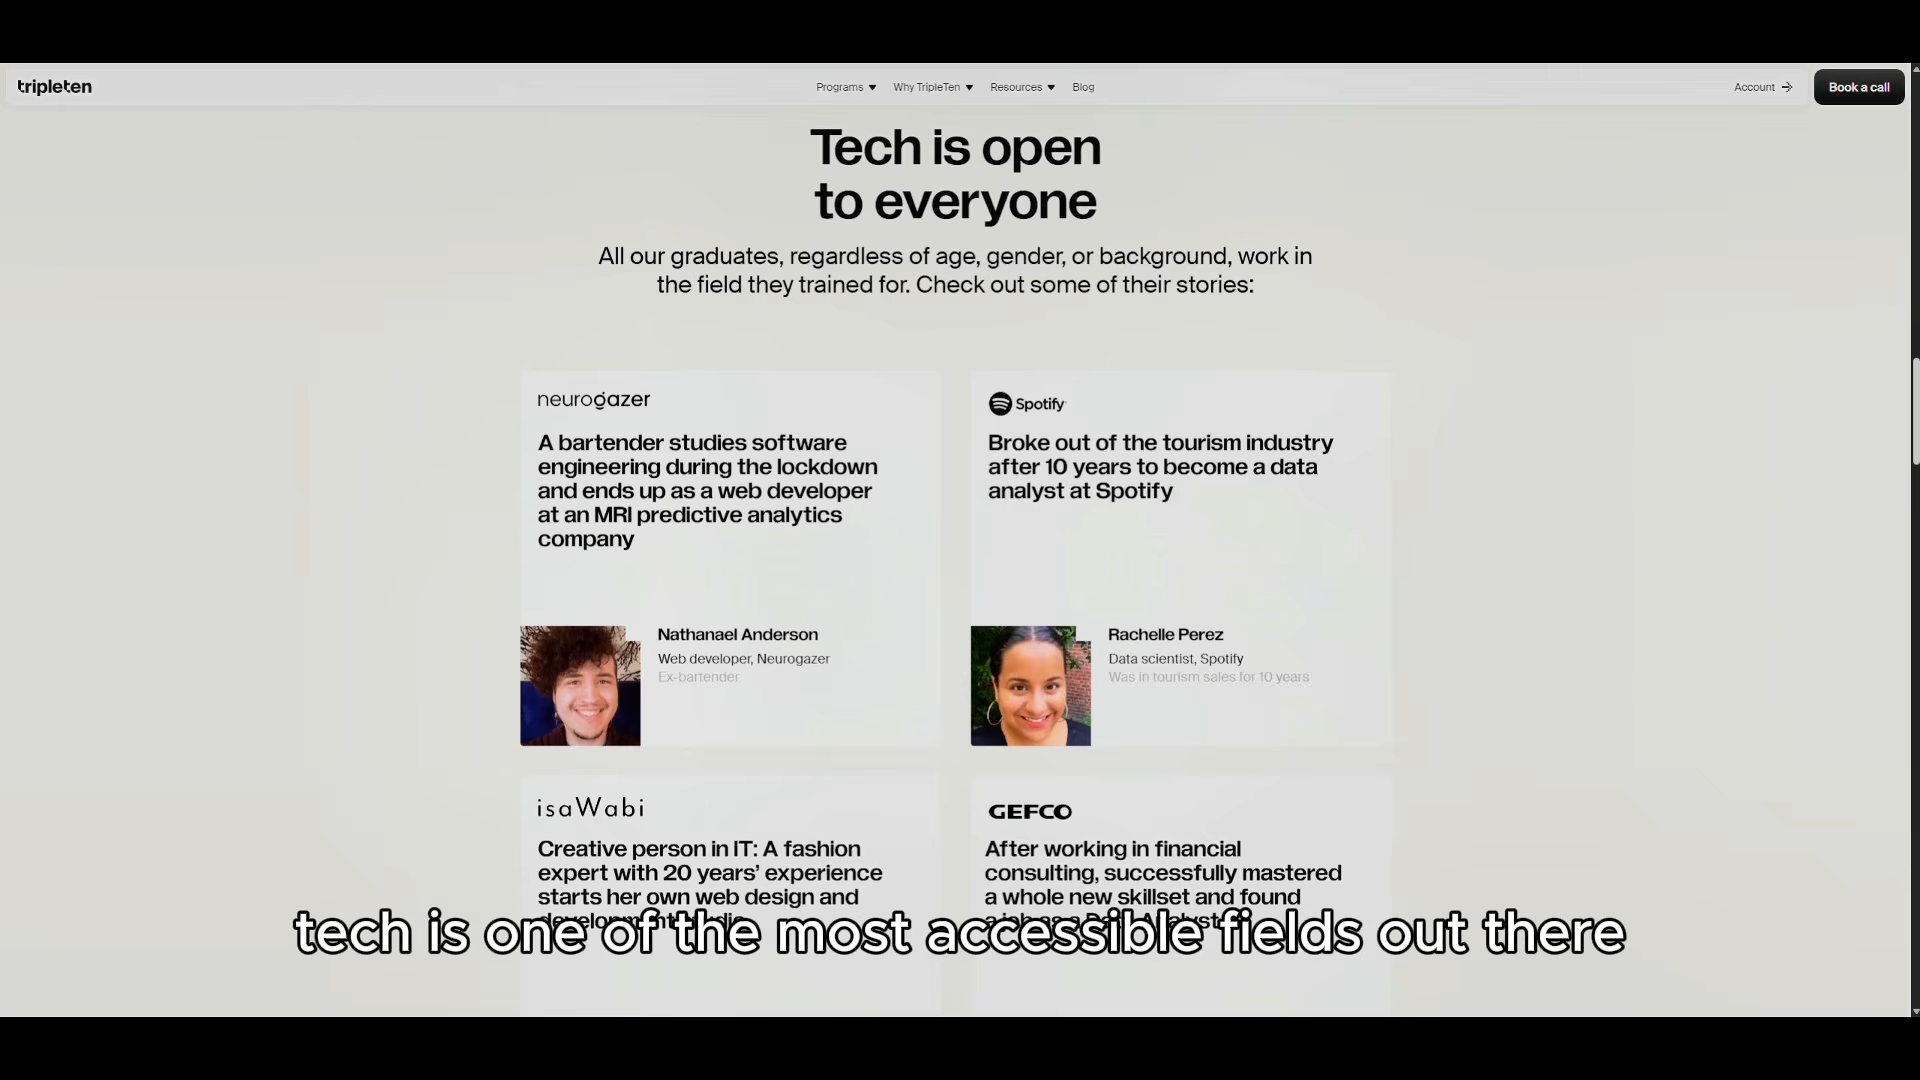 tripleten
Programs
Why TripleTen
Resources
Blog
Account
Book a call
Tech is open
to everyone
All our graduates, regardless of age, gender, or background, work in
the field they trained for. Check out some of their stories:
neurogazer
A bartender studies software
engineering during the lockdown
and ends up as a web developer
at an MRI predictive analytics
company
Nathanael Anderson
Web developer, Neurogazer
Ex-bartender
Spotify
Broke out of the tourism industry
after 10 years to become a data
analyst at Spotify
Rachelle Perez
Data scientist, Spotify
Was in tourism sales for 10 years
isaWabi
Creative person in IT: A fashion
expert with 20 years’ experience
starts her own web design and
GEFCO
After working in financial
consulting, successfully mastered
a whole new skillset and found
tech is one of the most accessible fields out there